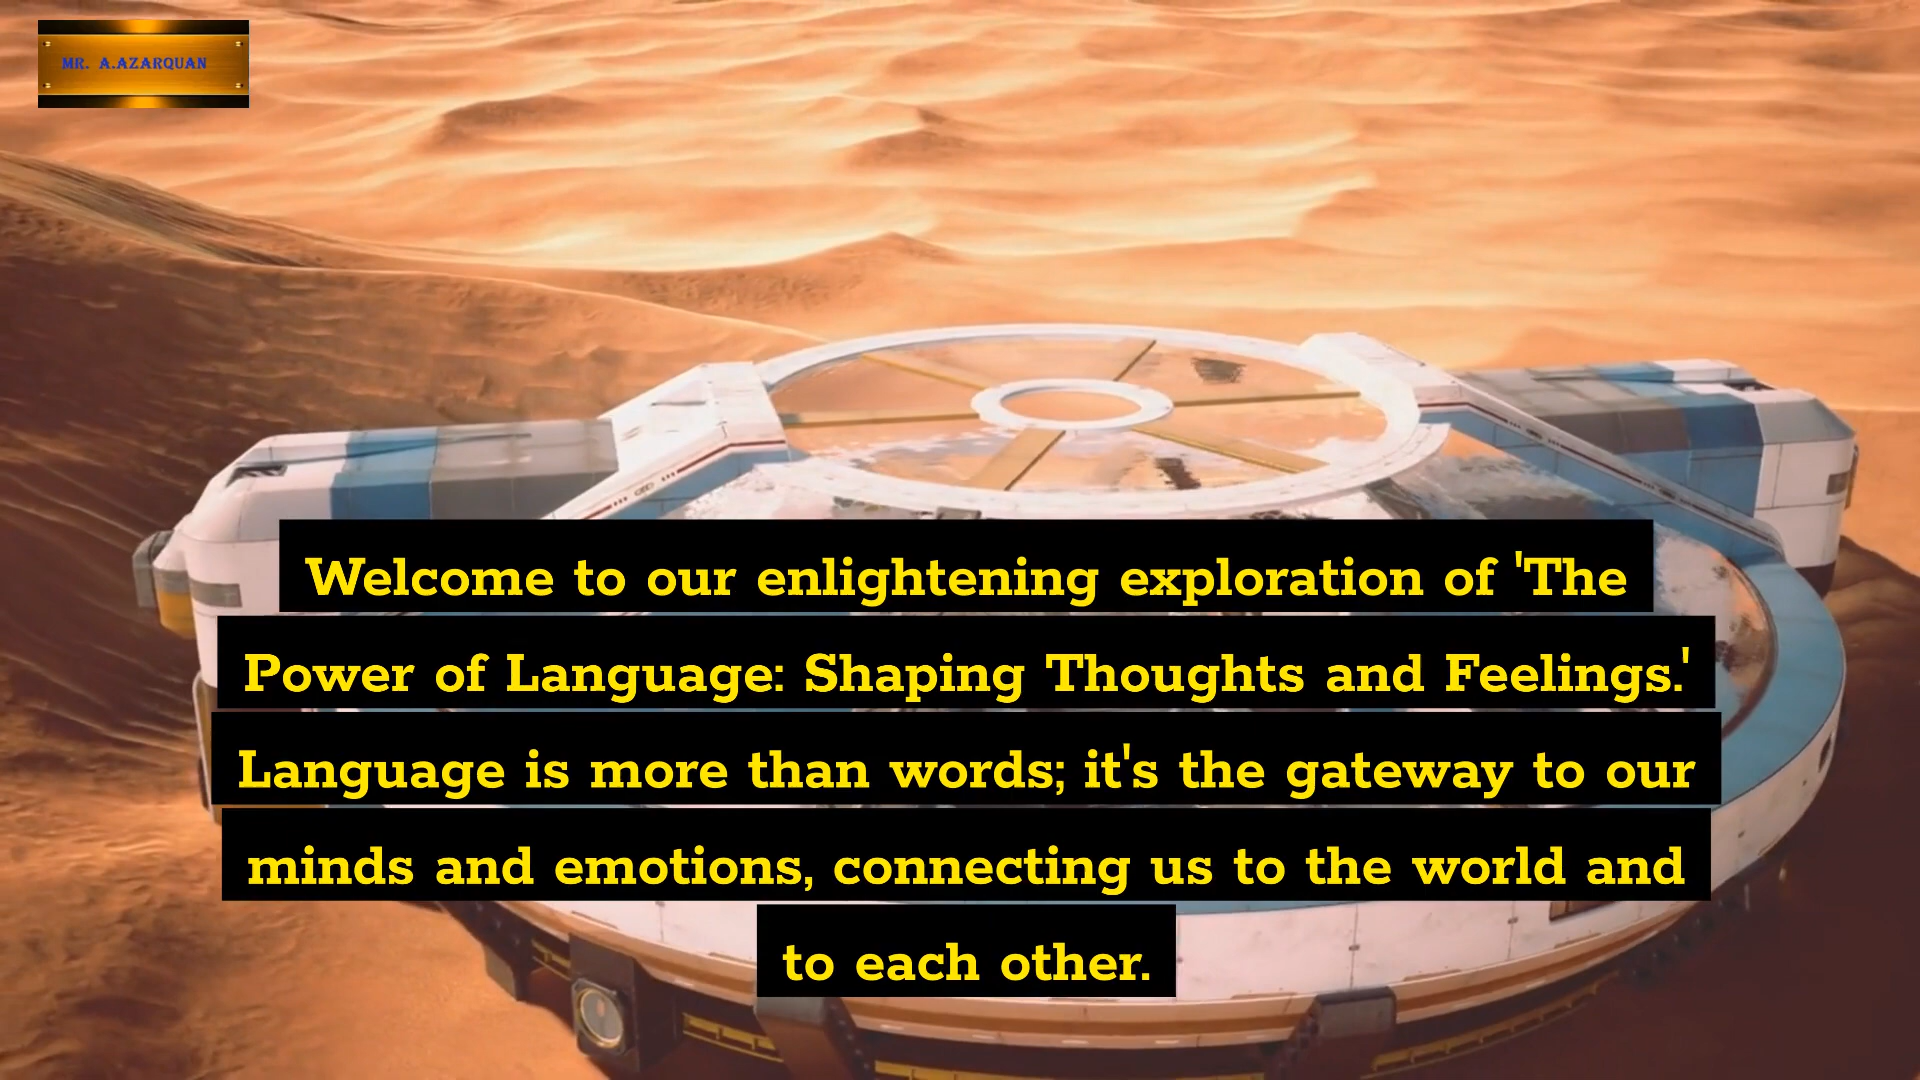 MR. A.AZARQUAN
Welcome to our enlightening exploration of 'The
Power of Language: Shaping Thoughts and Feelings.'
Language is more than words; it's the gateway to our
minds and emotions, connecting us to the world and
to each other.